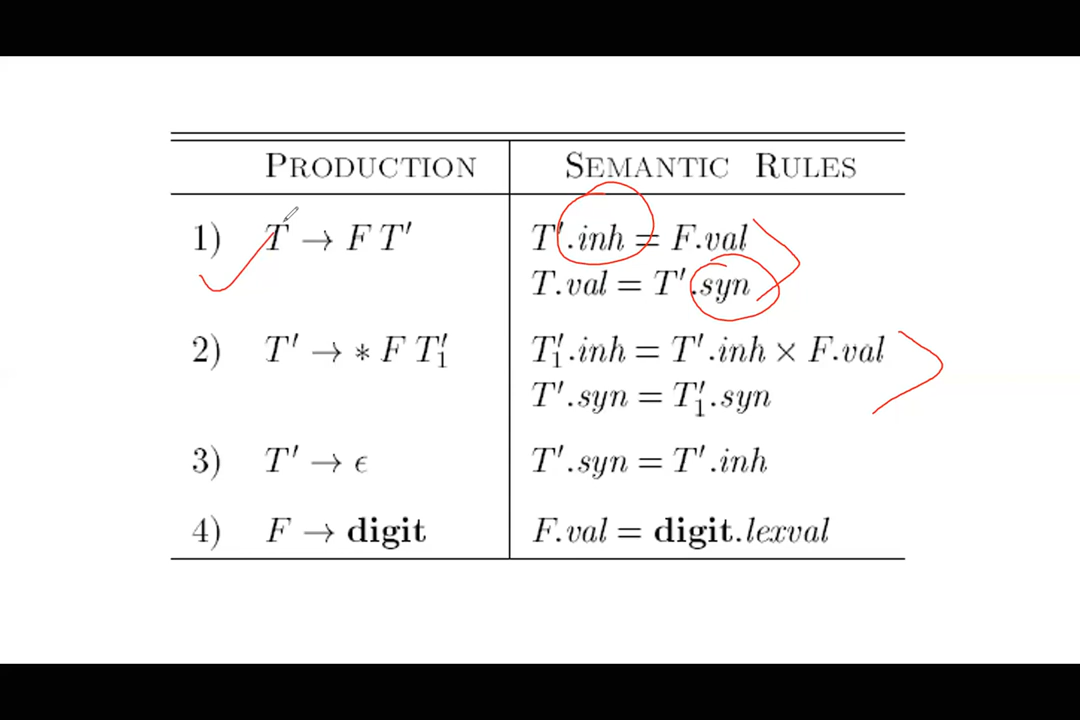 PRODUCTION SEMANTIC RULES
1) T → F T′ T′.inh = F.val
T.val = T′.syn
2) T′ → * F T′₁ T′₁.inh = T′.inh × F.val
T′.syn = T′₁.syn
3) T′ → ϵ T′.syn = T′.inh
4) F → digit F.val = digit.lexval